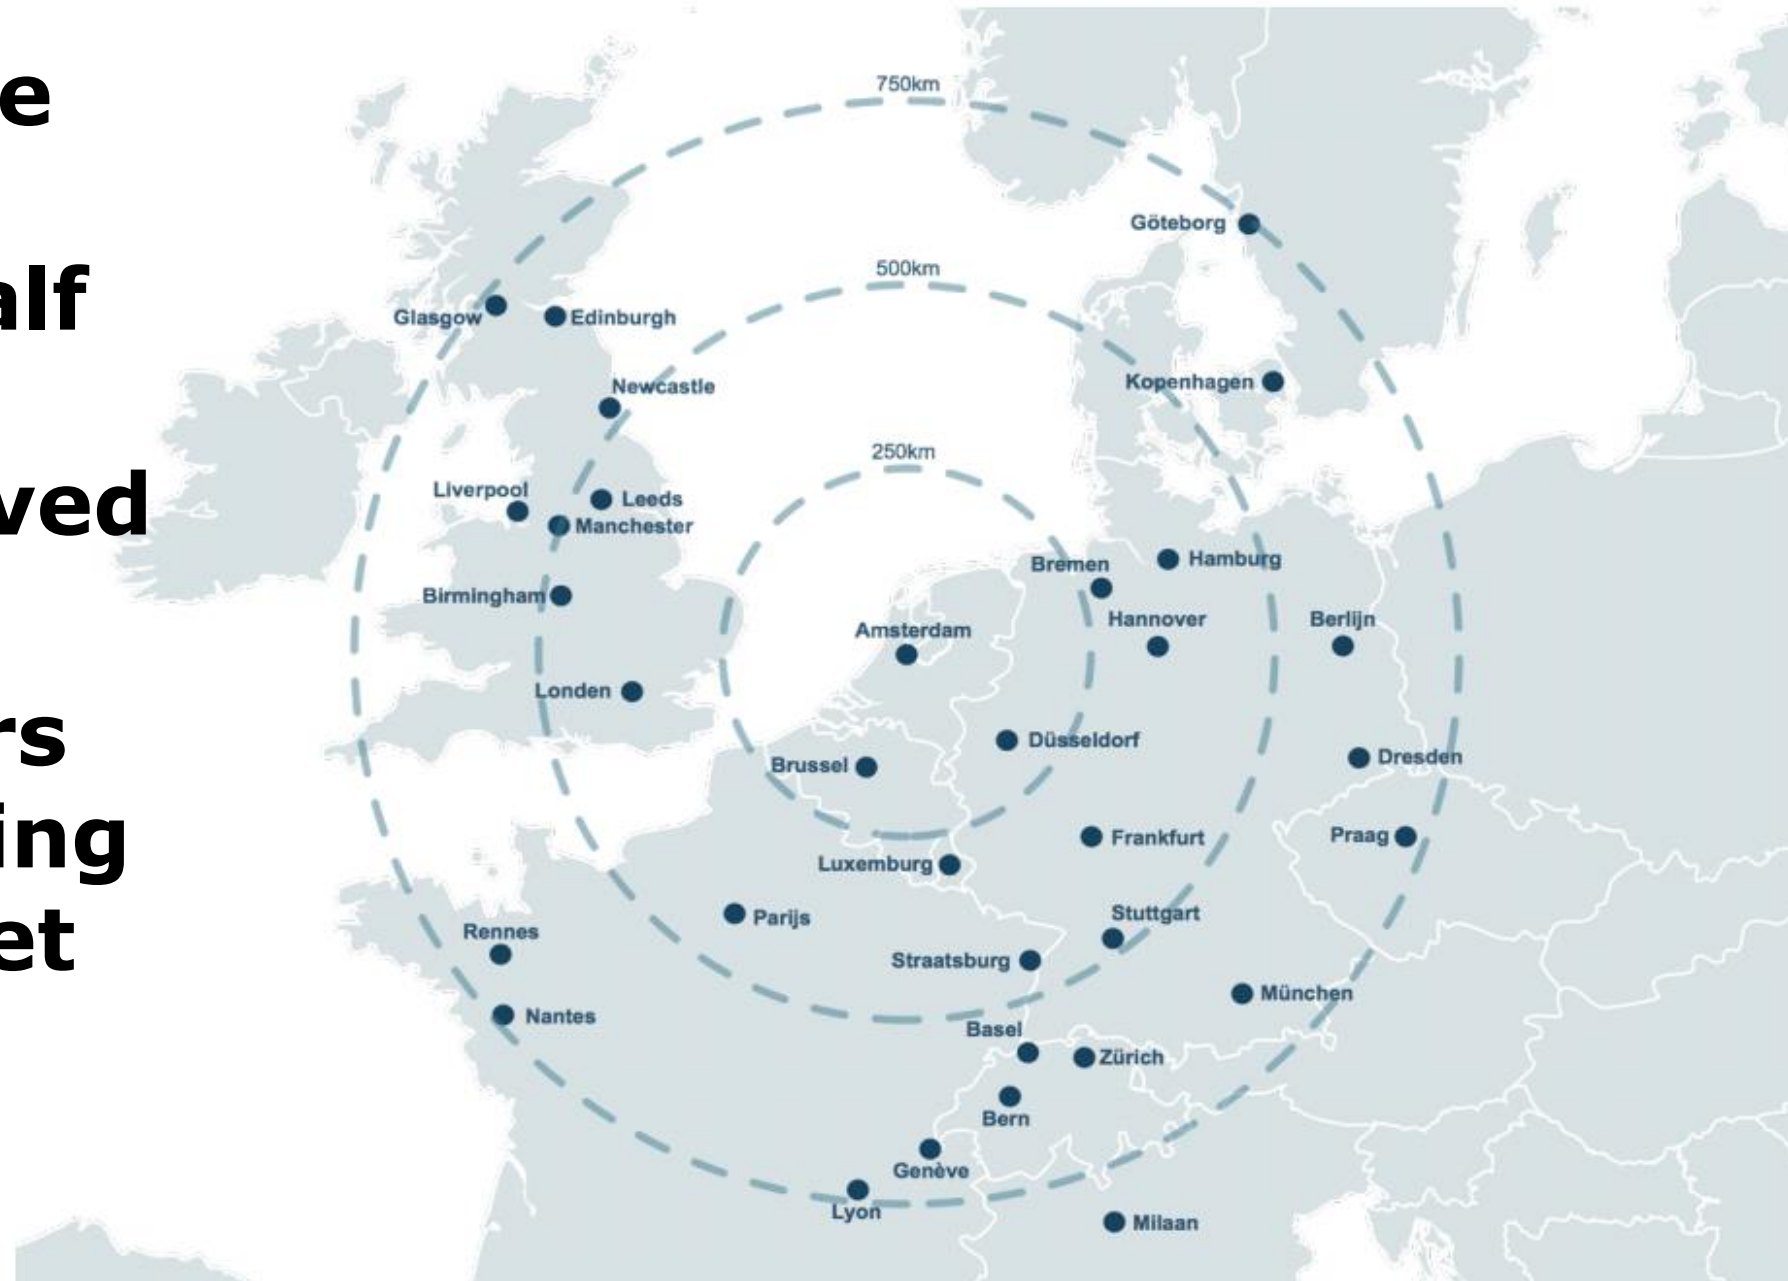 e
alf
ved
rs
ing
et
750km
Göteborg
500km
Glasgow
Edinburgh
Newcastle
Kopenhagen
250km
Liverpool
Leeds
Manchester
Bremen
Hamburg
Birmingham
Hannover
Berlijn
Amsterdam
Londen
Düsseldorf
Brussel
Dresden
Frankfurt
Praag
Luxemburg
Parijs
Stuttgart
Rennes
Straatsburg
München
Nantes
Basel
Zürich
Bern
Genève
Lyon
Milaan